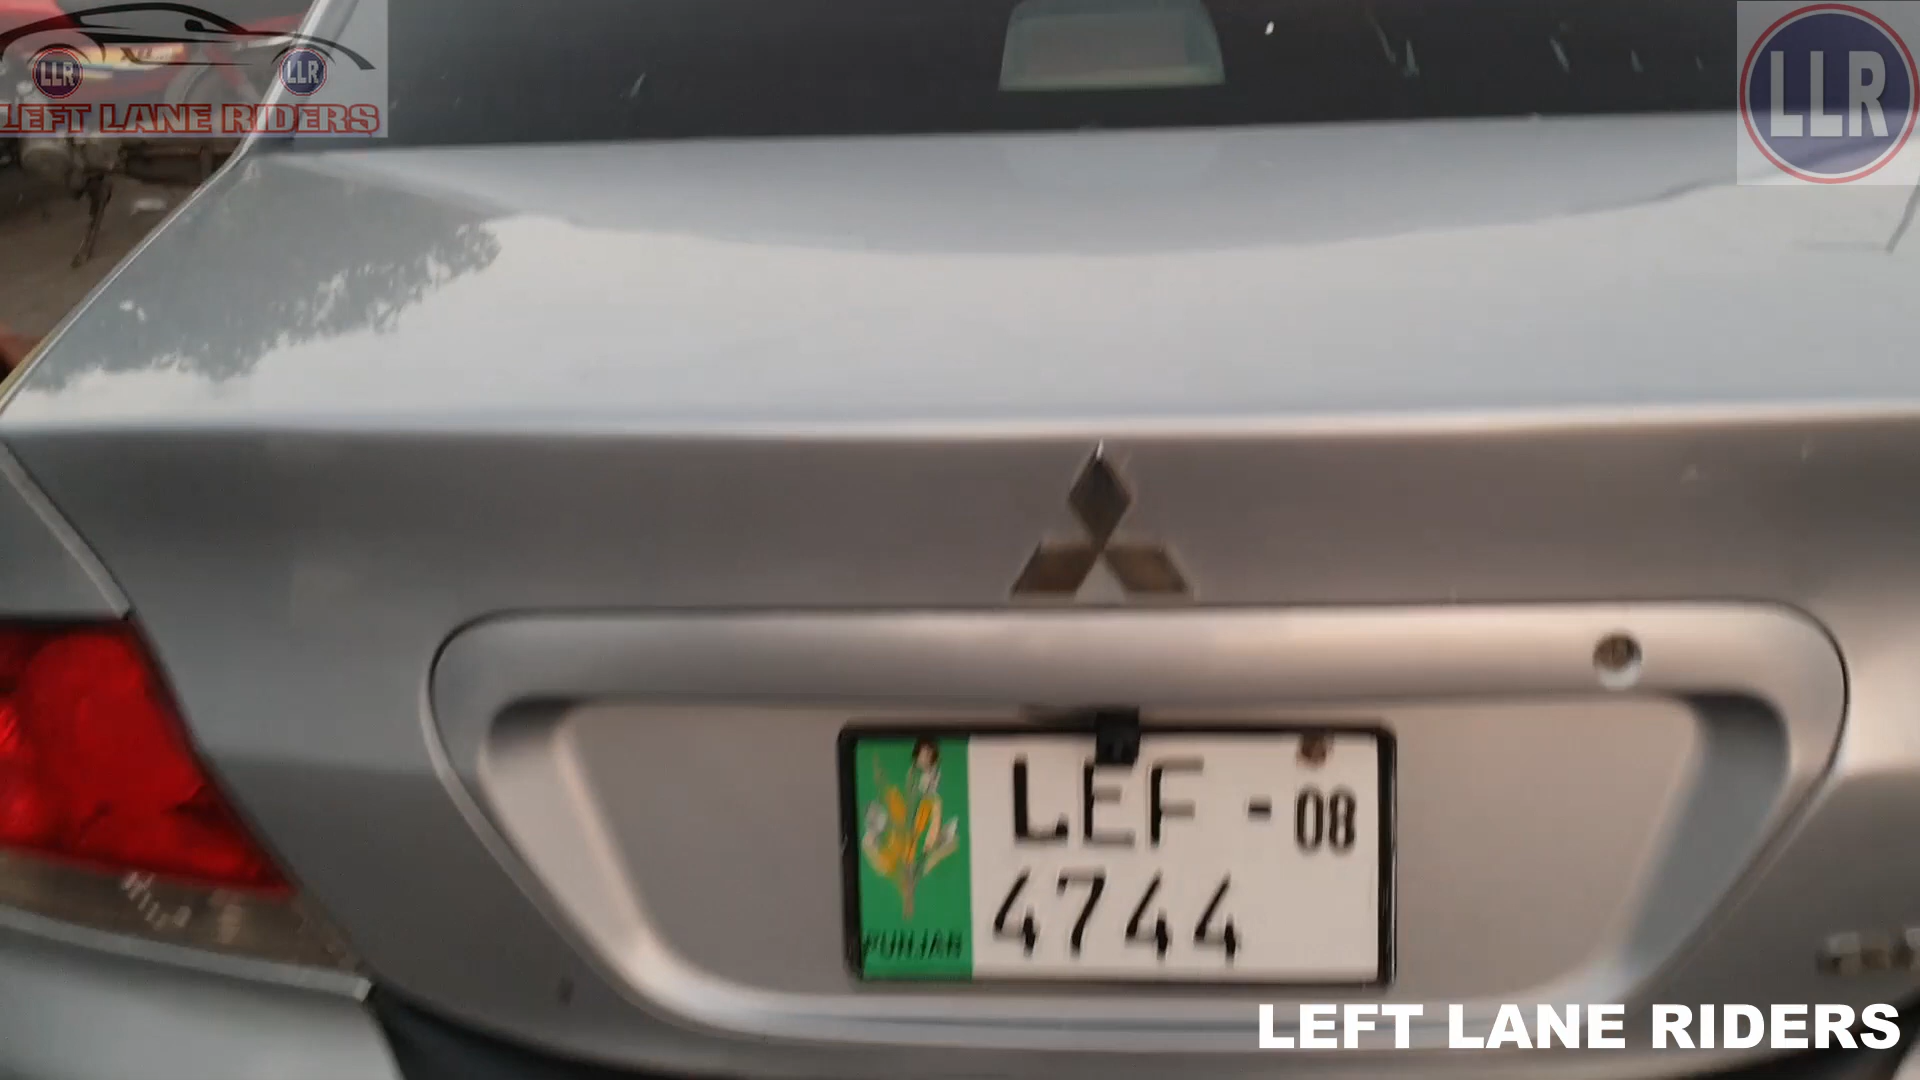 LLR LLR
LEFT LANE RIDERS
LLR
LEF - 08
4744
PUNJAB
LEFT LANE RIDERS